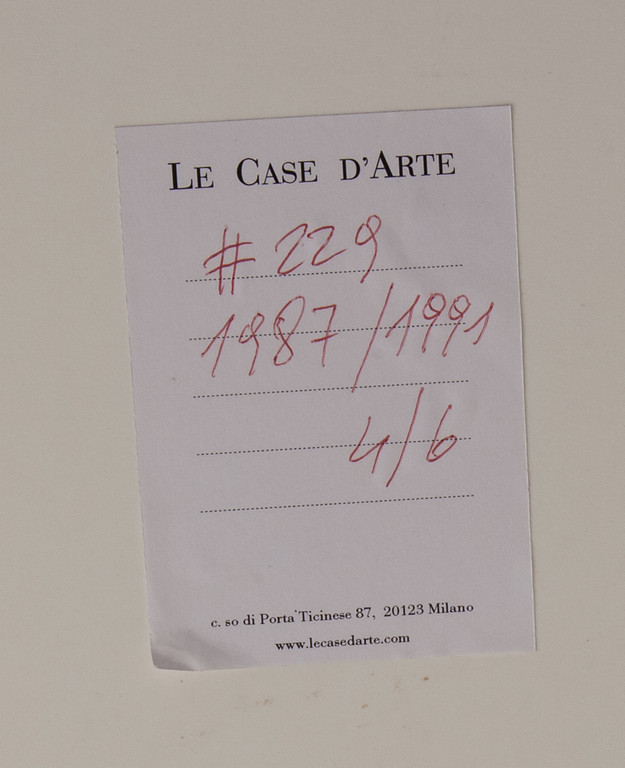 LE CASE D'ARTE
# 229
1987/1991
4/6
c. so di Porta Ticinese 87, 20123 Milano
www.lecasedarte.com